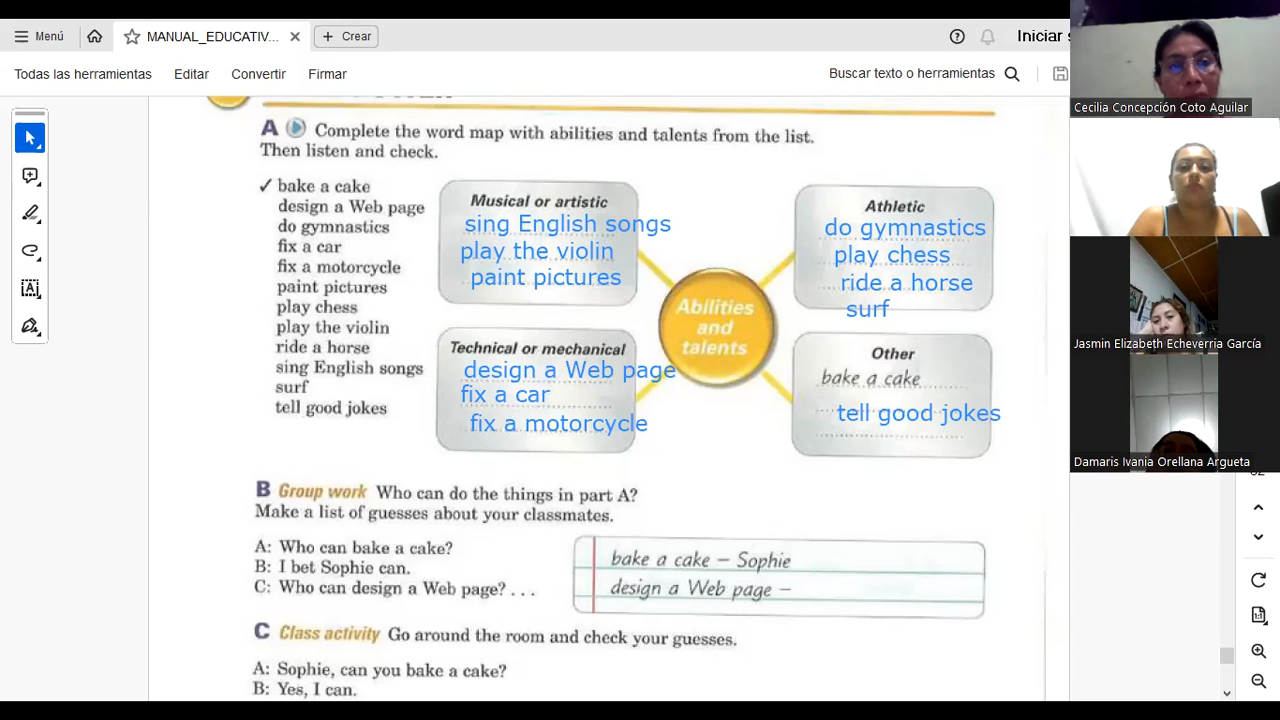 Menú
MANUAL_EDUCATIV...
Crear
Iniciar s
Todas las herramientas
Editar
Convertir
Firmar
Buscar texto o herramientas
A Complete the word map with abilities and talents from the list.
Then listen and check.
✓ bake a cake
design a Web page
do gymnastics
fix a car
fix a motorcycle
paint pictures
play chess
play the violin
ride a horse
sing English songs
surf
tell good jokes
Musical or artistic
sing English songs
play the violin
paint pictures
Athletic
do gymnastics
play chess
ride a horse
surf
Abilities
and
talents
Technical or mechanical
design a Web page
fix a car
fix a motorcycle
Other
bake a cake
tell good jokes
B Group work Who can do the things in part A?
Make a list of guesses about your classmates.
A: Who can bake a cake?
B: I bet Sophie can.
C: Who can design a Web page? . . .
bake a cake – Sophie
design a Web page –
C Class activity Go around the room and check your guesses.
A: Sophie, can you bake a cake?
B: Yes, I can.
Cecilia Concepción Coto Aguilar
Jasmin Elizabeth Echeverria García
Damaris Ivania Orellana Argueta